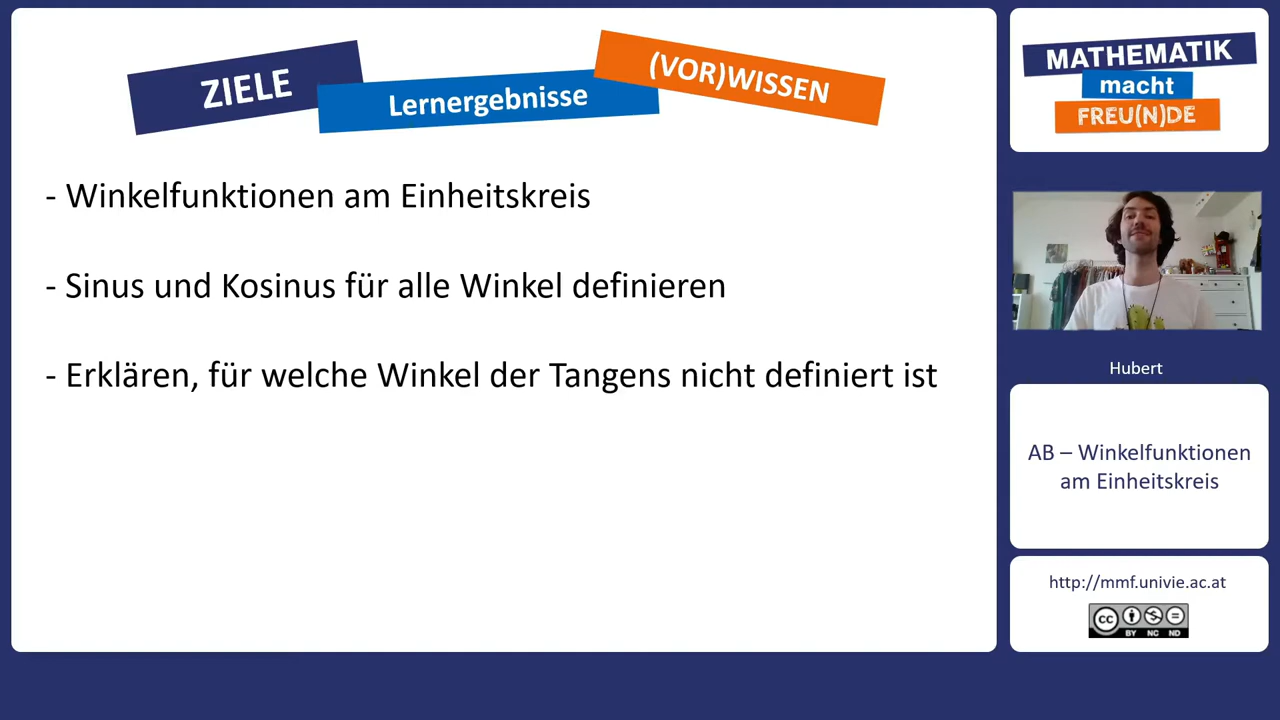 ZIELE
Lernergebnisse
(VOR)WISSEN
- Winkelfunktionen am Einheitskreis
- Sinus und Kosinus für alle Winkel definieren
- Erklären, für welche Winkel der Tangens nicht definiert ist
MATHEMATIK
macht
FREU(N)DE
Hubert
AB – Winkelfunktionen
am Einheitskreis
http://mmf.univie.ac.at
cc
BY NC ND